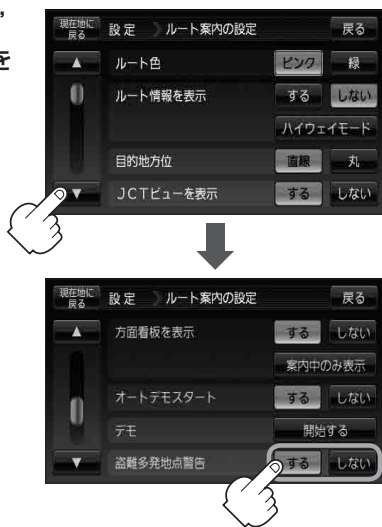 ,
を
現在地に
戻る
設定 ルート案内の設定 戻る
▲ ルート色 ピンク 緑
ルート情報を表示 する しない
ハイウェイモード
目的地方位 直線 丸
▼ JCTビューを表示 する しない
現在地に
戻る
設定 ルート案内の設定 戻る
▲ 方面看板を表示 する しない
案内中のみ表示
オートデモスタート する しない
デモ 開始する
▼ 盗難多発地点警告 する しない